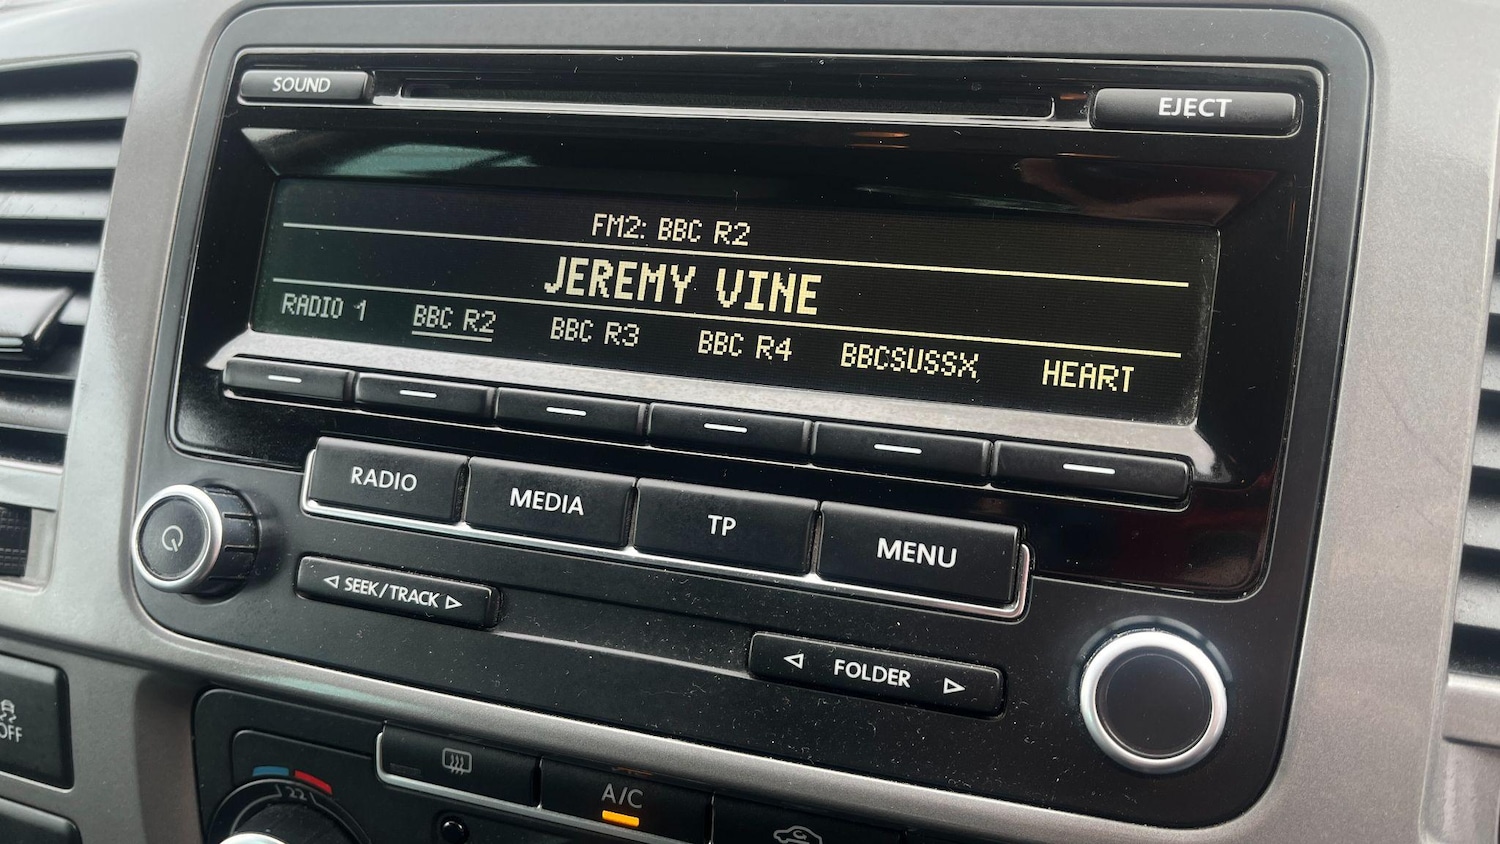 SOUND
EJECT
FM2: BBC R2
JEREMY VINE
RADIO 1 BBC R2 BBC R3 BBC R4 BBCSUSSX HEART
RADIO MEDIA TP MENU
SEEK/TRACK
FOLDER
OFF
22
A/C